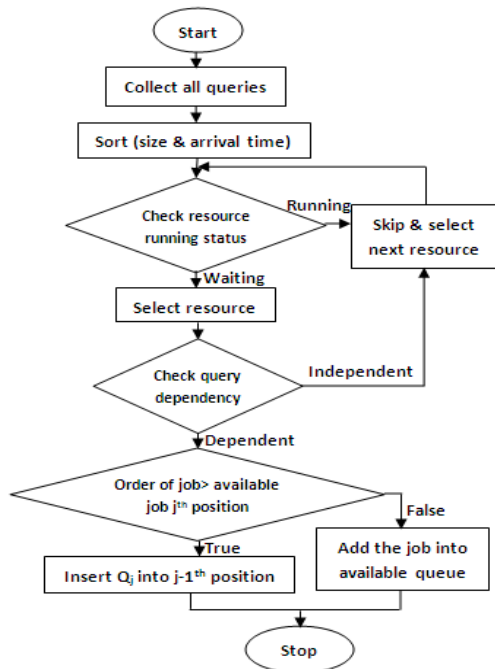 Start
Collect all queries
Sort (size & arrival time)
Running
Check resource
running status
Skip & select
next resource
Waiting
Select resource
Independent
Check query
dependency
Dependent
Order of job> available
job jᵗʰ position
False
True
Add the job into
available queue
Insert Qⱼ into j-1ᵗʰ position
Stop